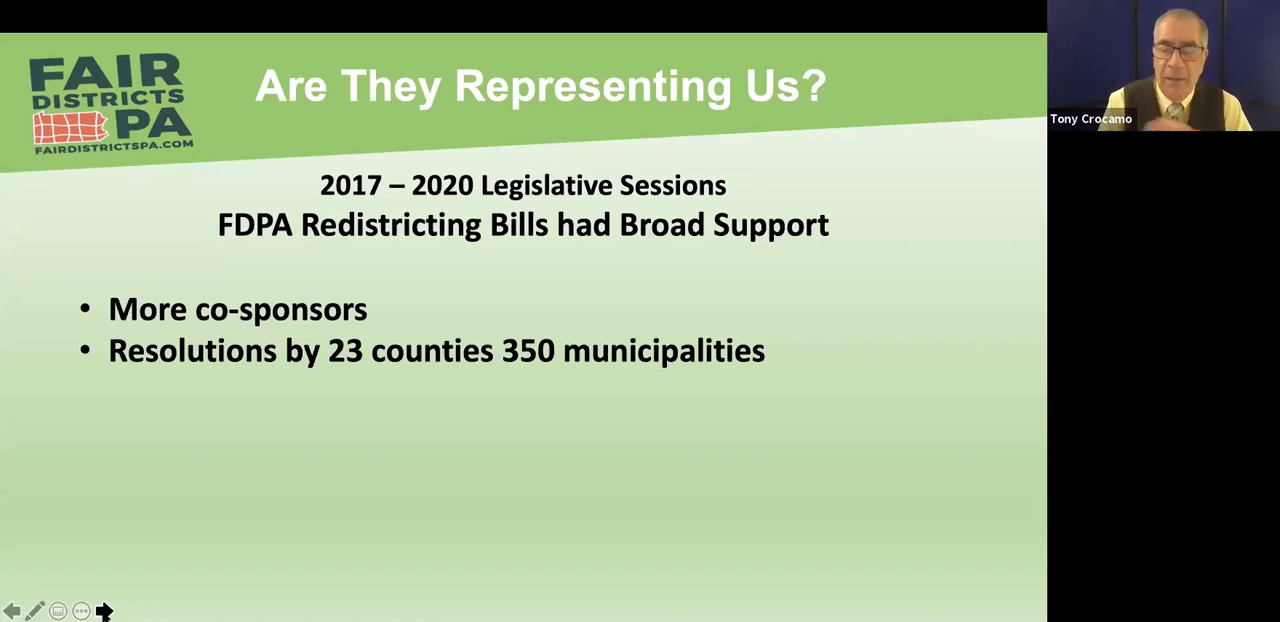 FAIR
DISTRICTS
PA
FAIRDISTRICTSPA.COM
Are They Representing Us?
Tony Crocamo
2017 – 2020 Legislative Sessions
FDPA Redistricting Bills had Broad Support
• More co-sponsors
• Resolutions by 23 counties 350 municipalities